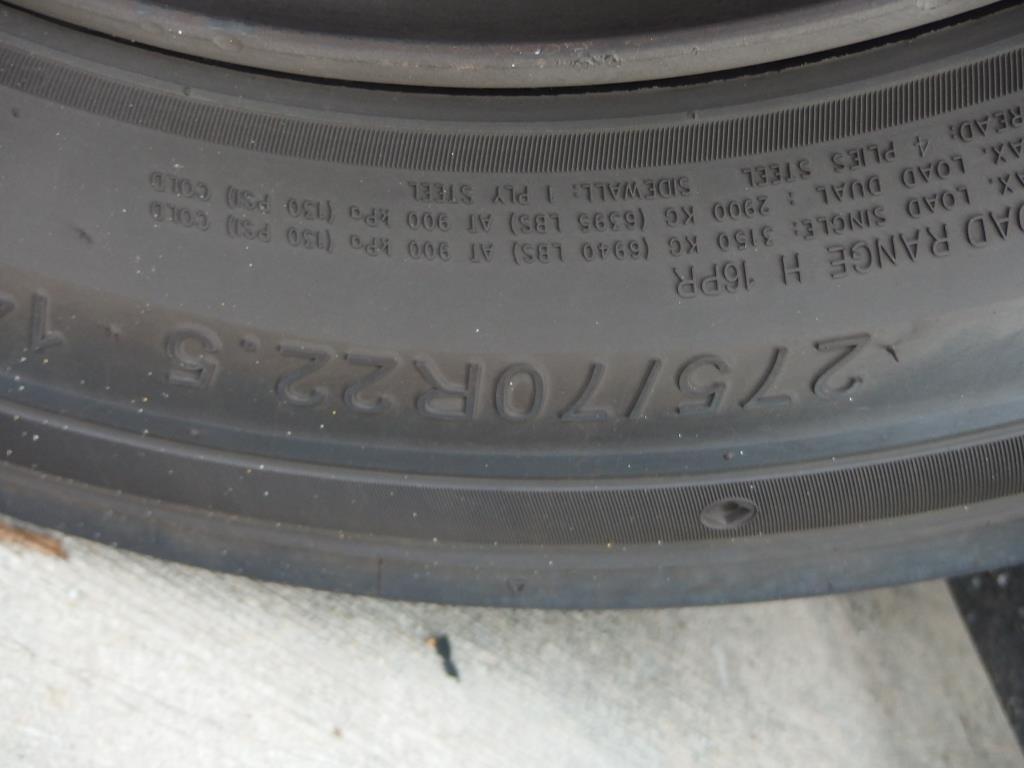 275/70R22.5 14
OAD RANGE H 16PR
AX. LOAD SINGLE: 3150 KG (6940 LBS) AT 900 kPa (130 PSI) COLD
AX. LOAD DUAL : 2900 KG (6395 LBS) AT 900 kPa (130 PSI) COLD
READ: 4 PLIES STEEL SIDEWALL: 1 PLY STEEL